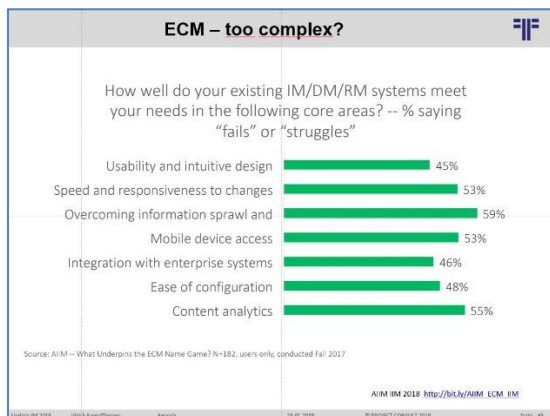 ECM – too complex?
How well do your existing IM/DM/RM systems meet
your needs in the following core areas? -- % saying
“fails” or “struggles”
Usability and intuitive design 45%
Speed and responsiveness to changes 53%
Overcoming information sprawl and 59%
Mobile device access 53%
Integration with enterprise systems 46%
Ease of configuration 48%
Content analytics 55%
Source: AIIM -- What Underpins the ECM Name Game? N=182, users only, conducted Fall 2017
AIIM IIM 2018 http://bit.ly/AIIM_ECM_IIM